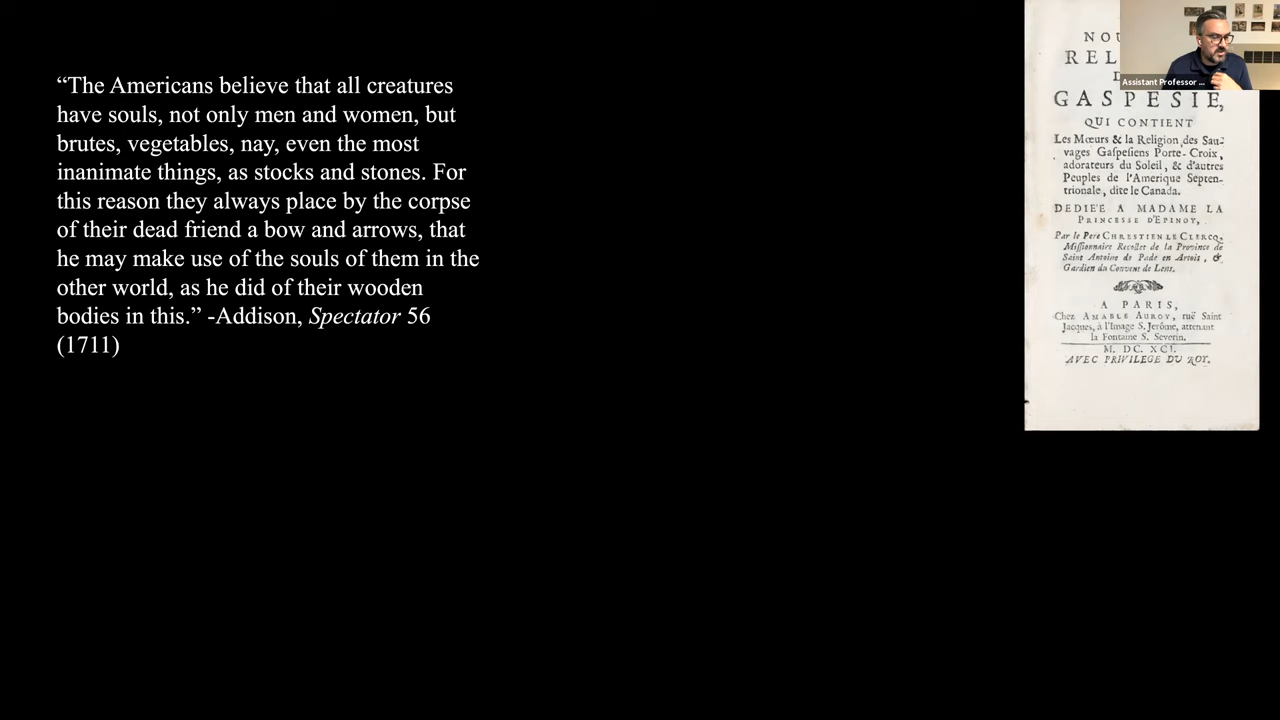 “The Americans believe that all creatures
have souls, not only men and women, but
brutes, vegetables, nay, even the most
inanimate things, as stocks and stones. For
this reason they always place by the corpse
of their dead friend a bow and arrows, that
he may make use of the souls of them in the
other world, as he did of their wooden
bodies in this.” -Addison, Spectator 56
(1711)
NOU
REL
D
GASPESIE,
QUI CONTIENT
Les Mœurs & la Religion des Sau-
vages Gaſpeſiens Porte-Croix,
adorateurs du Soleil, & d'autres
Peuples de l'Amerique Septen-
trionale, dite le Canada.
DEDIE'E A MADAME LA
PRINCESSE D'EPINOY,
Par le Pere CHRESTIEN LE CLERCQ,
Miſſionnaire Recollet de la Province de
Saint Antoine de Pade en Artois, &
Gardien du Convent de Lens.
A PARIS,
Chez AMABLE AUROY, ruë Saint
Jacques, à l'Image S. Jerôme, attenant
la Fontaine S. Severin.
M. DC. XCI.
AVEC PRIVILEGE DU ROY.
Assistant Professor ...